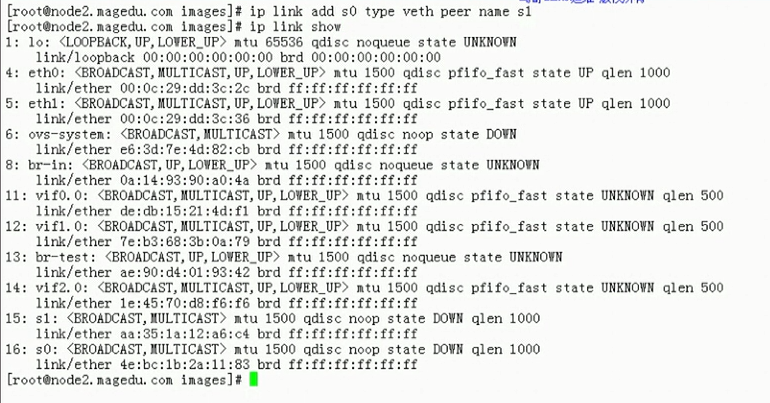 [root@node2.magedu.com images]# ip link add s0 type veth peer name s1
[root@node2.magedu.com images]# ip link show
1: lo: <LOOPBACK,UP,LOWER_UP> mtu 65536 qdisc noqueue state UNKNOWN
    link/loopback 00:00:00:00:00:00 brd 00:00:00:00:00:00
4: eth0: <BROADCAST,MULTICAST,UP,LOWER_UP> mtu 1500 qdisc pfifo_fast state UP qlen 1000
    link/ether 00:0c:29:dd:3c:2c brd ff:ff:ff:ff:ff:ff
5: eth1: <BROADCAST,MULTICAST,UP,LOWER_UP> mtu 1500 qdisc pfifo_fast state UP qlen 1000
    link/ether 00:0c:29:dd:3c:36 brd ff:ff:ff:ff:ff:ff
6: ovs-system: <BROADCAST,MULTICAST> mtu 1500 qdisc noop state DOWN
    link/ether e6:3d:7e:4d:82:cb brd ff:ff:ff:ff:ff:ff
8: br-in: <BROADCAST,UP,LOWER_UP> mtu 1500 qdisc noqueue state UNKNOWN
    link/ether 0a:14:93:90:a0:4a brd ff:ff:ff:ff:ff:ff
11: vif0.0: <BROADCAST,MULTICAST,UP,LOWER_UP> mtu 1500 qdisc pfifo_fast state UNKNOWN qlen 500
    link/ether de:db:15:21:4d:f1 brd ff:ff:ff:ff:ff:ff
12: vif1.0: <BROADCAST,MULTICAST,UP,LOWER_UP> mtu 1500 qdisc pfifo_fast state UNKNOWN qlen 500
    link/ether 7e:b3:68:3b:0a:79 brd ff:ff:ff:ff:ff:ff
13: br-test: <BROADCAST,UP,LOWER_UP> mtu 1500 qdisc noqueue state UNKNOWN
    link/ether ae:90:d4:01:93:42 brd ff:ff:ff:ff:ff:ff
14: vif2.0: <BROADCAST,MULTICAST,UP,LOWER_UP> mtu 1500 qdisc pfifo_fast state UNKNOWN qlen 500
    link/ether 1e:45:70:d8:f6:f6 brd ff:ff:ff:ff:ff:ff
15: s1: <BROADCAST,MULTICAST> mtu 1500 qdisc noop state DOWN qlen 1000
    link/ether aa:35:1a:12:a6:c4 brd ff:ff:ff:ff:ff:ff
16: s0: <BROADCAST,MULTICAST> mtu 1500 qdisc noop state DOWN qlen 1000
    link/ether 4e:bc:1b:2a:11:83 brd ff:ff:ff:ff:ff:ff
[root@node2.magedu.com images]#